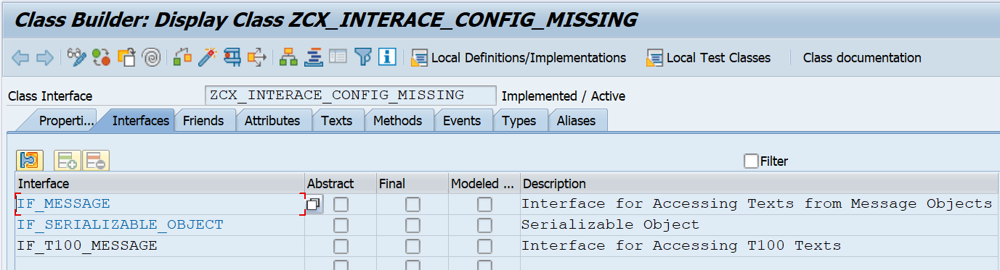 Class Builder: Display Class ZCX_INTERACE_CONFIG_MISSING
Local Definitions/Implementations Local Test Classes Class documentation
Class Interface ZCX_INTERACE_CONFIG_MISSING Implemented / Active
Properti... Interfaces Friends Attributes Texts Methods Events Types Aliases
Filter
Interface Abstract Final Modeled ... Description
IF_MESSAGE Interface for Accessing Texts from Message Objects
IF_SERIALIZABLE_OBJECT Serializable Object
IF_T100_MESSAGE Interface for Accessing T100 Texts